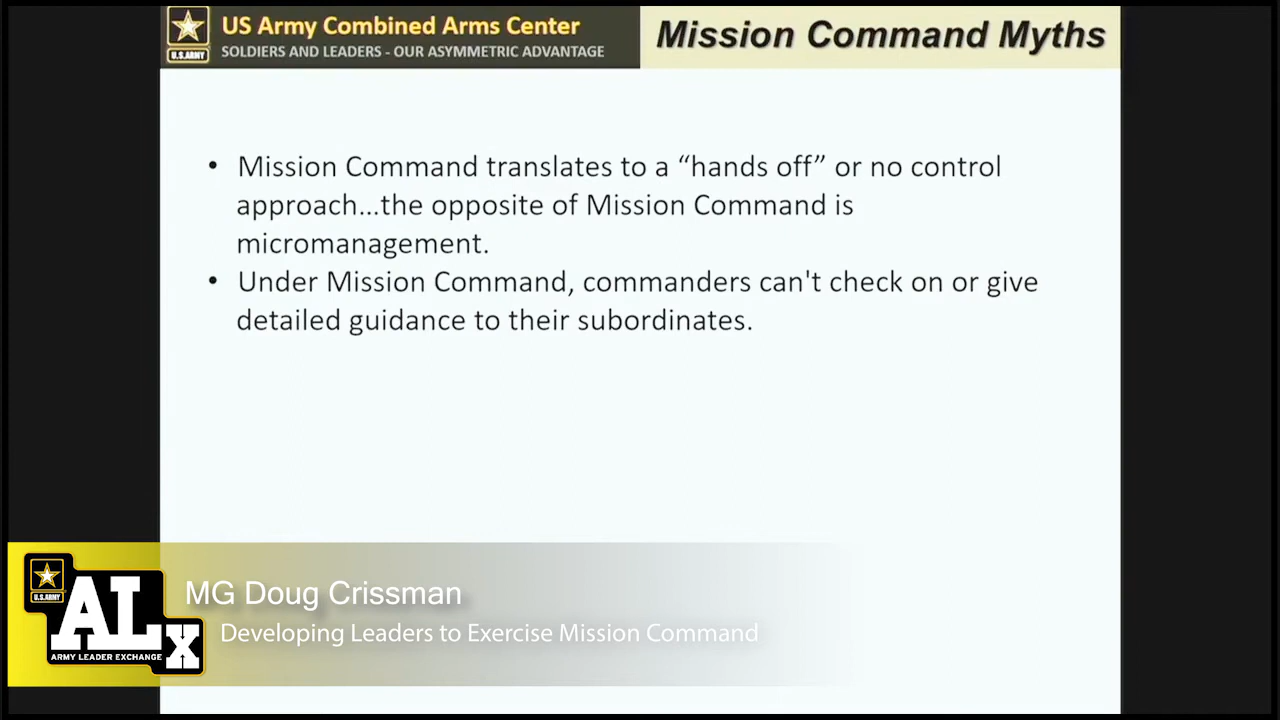 US Army Combined Arms Center
SOLDIERS AND LEADERS - OUR ASYMMETRIC ADVANTAGE
U.S.ARMY
Mission Command Myths
• Mission Command translates to a “hands off” or no control
approach...the opposite of Mission Command is
micromanagement.
• Under Mission Command, commanders can't check on or give
detailed guidance to their subordinates.
U.S.ARMY
ALx
ARMY LEADER EXCHANGE
MG Doug Crissman
Developing Leaders to Exercise Mission Command